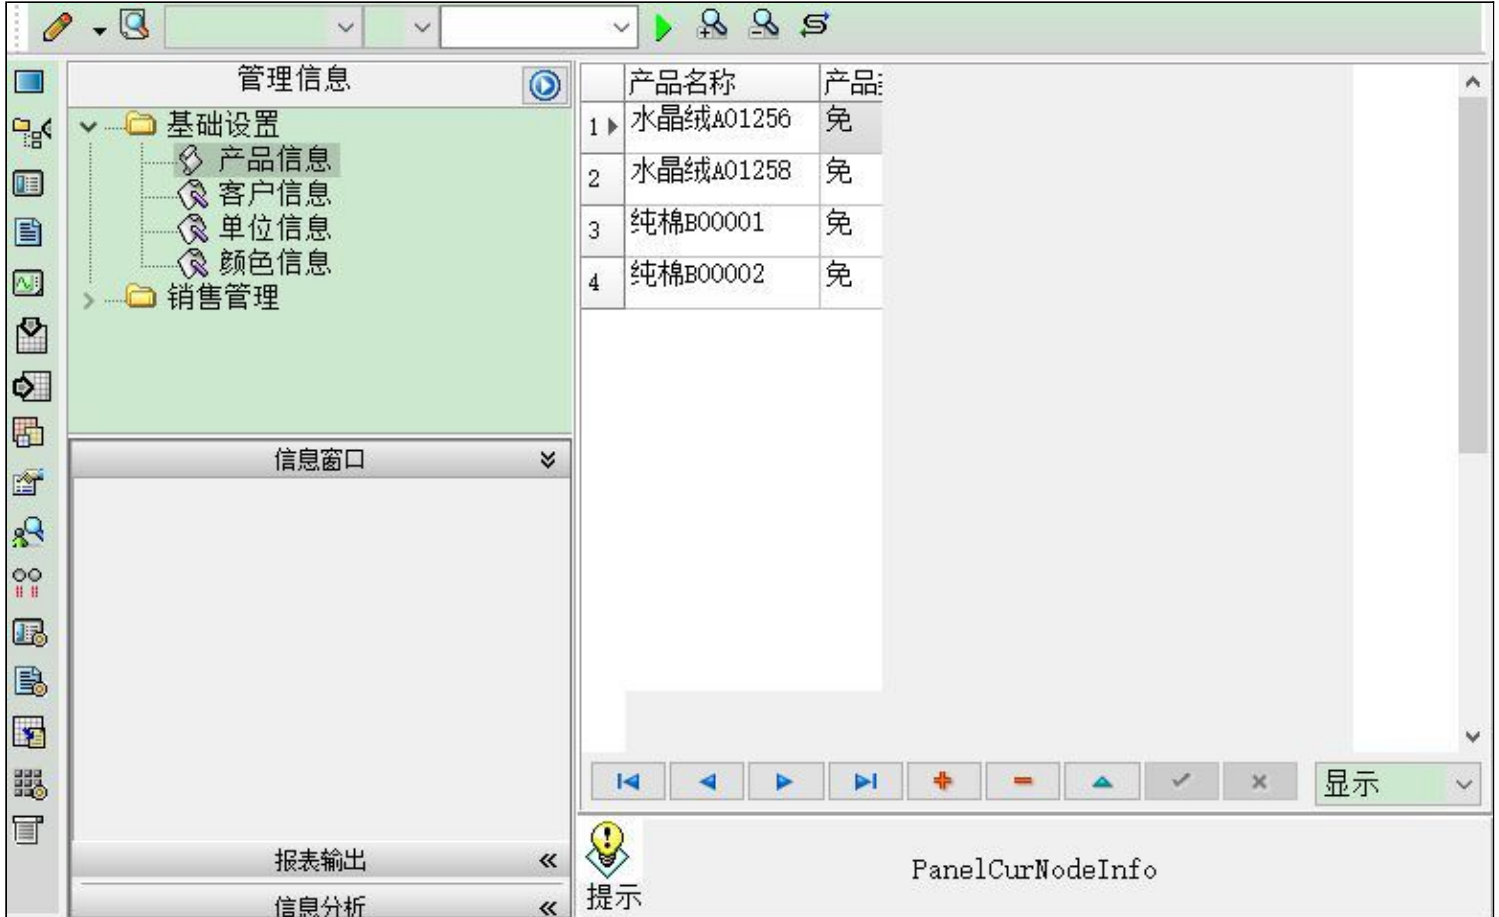 管理信息
基础设置
产品信息
客户信息
单位信息
颜色信息
销售管理
信息窗口
报表输出
信息分析
产品名称 产品
1 水晶绒A01256 免
2 水晶绒A01258 免
3 纯棉B00001 免
4 纯棉B00002 免
显示
提示
PanelCurNodeInfo